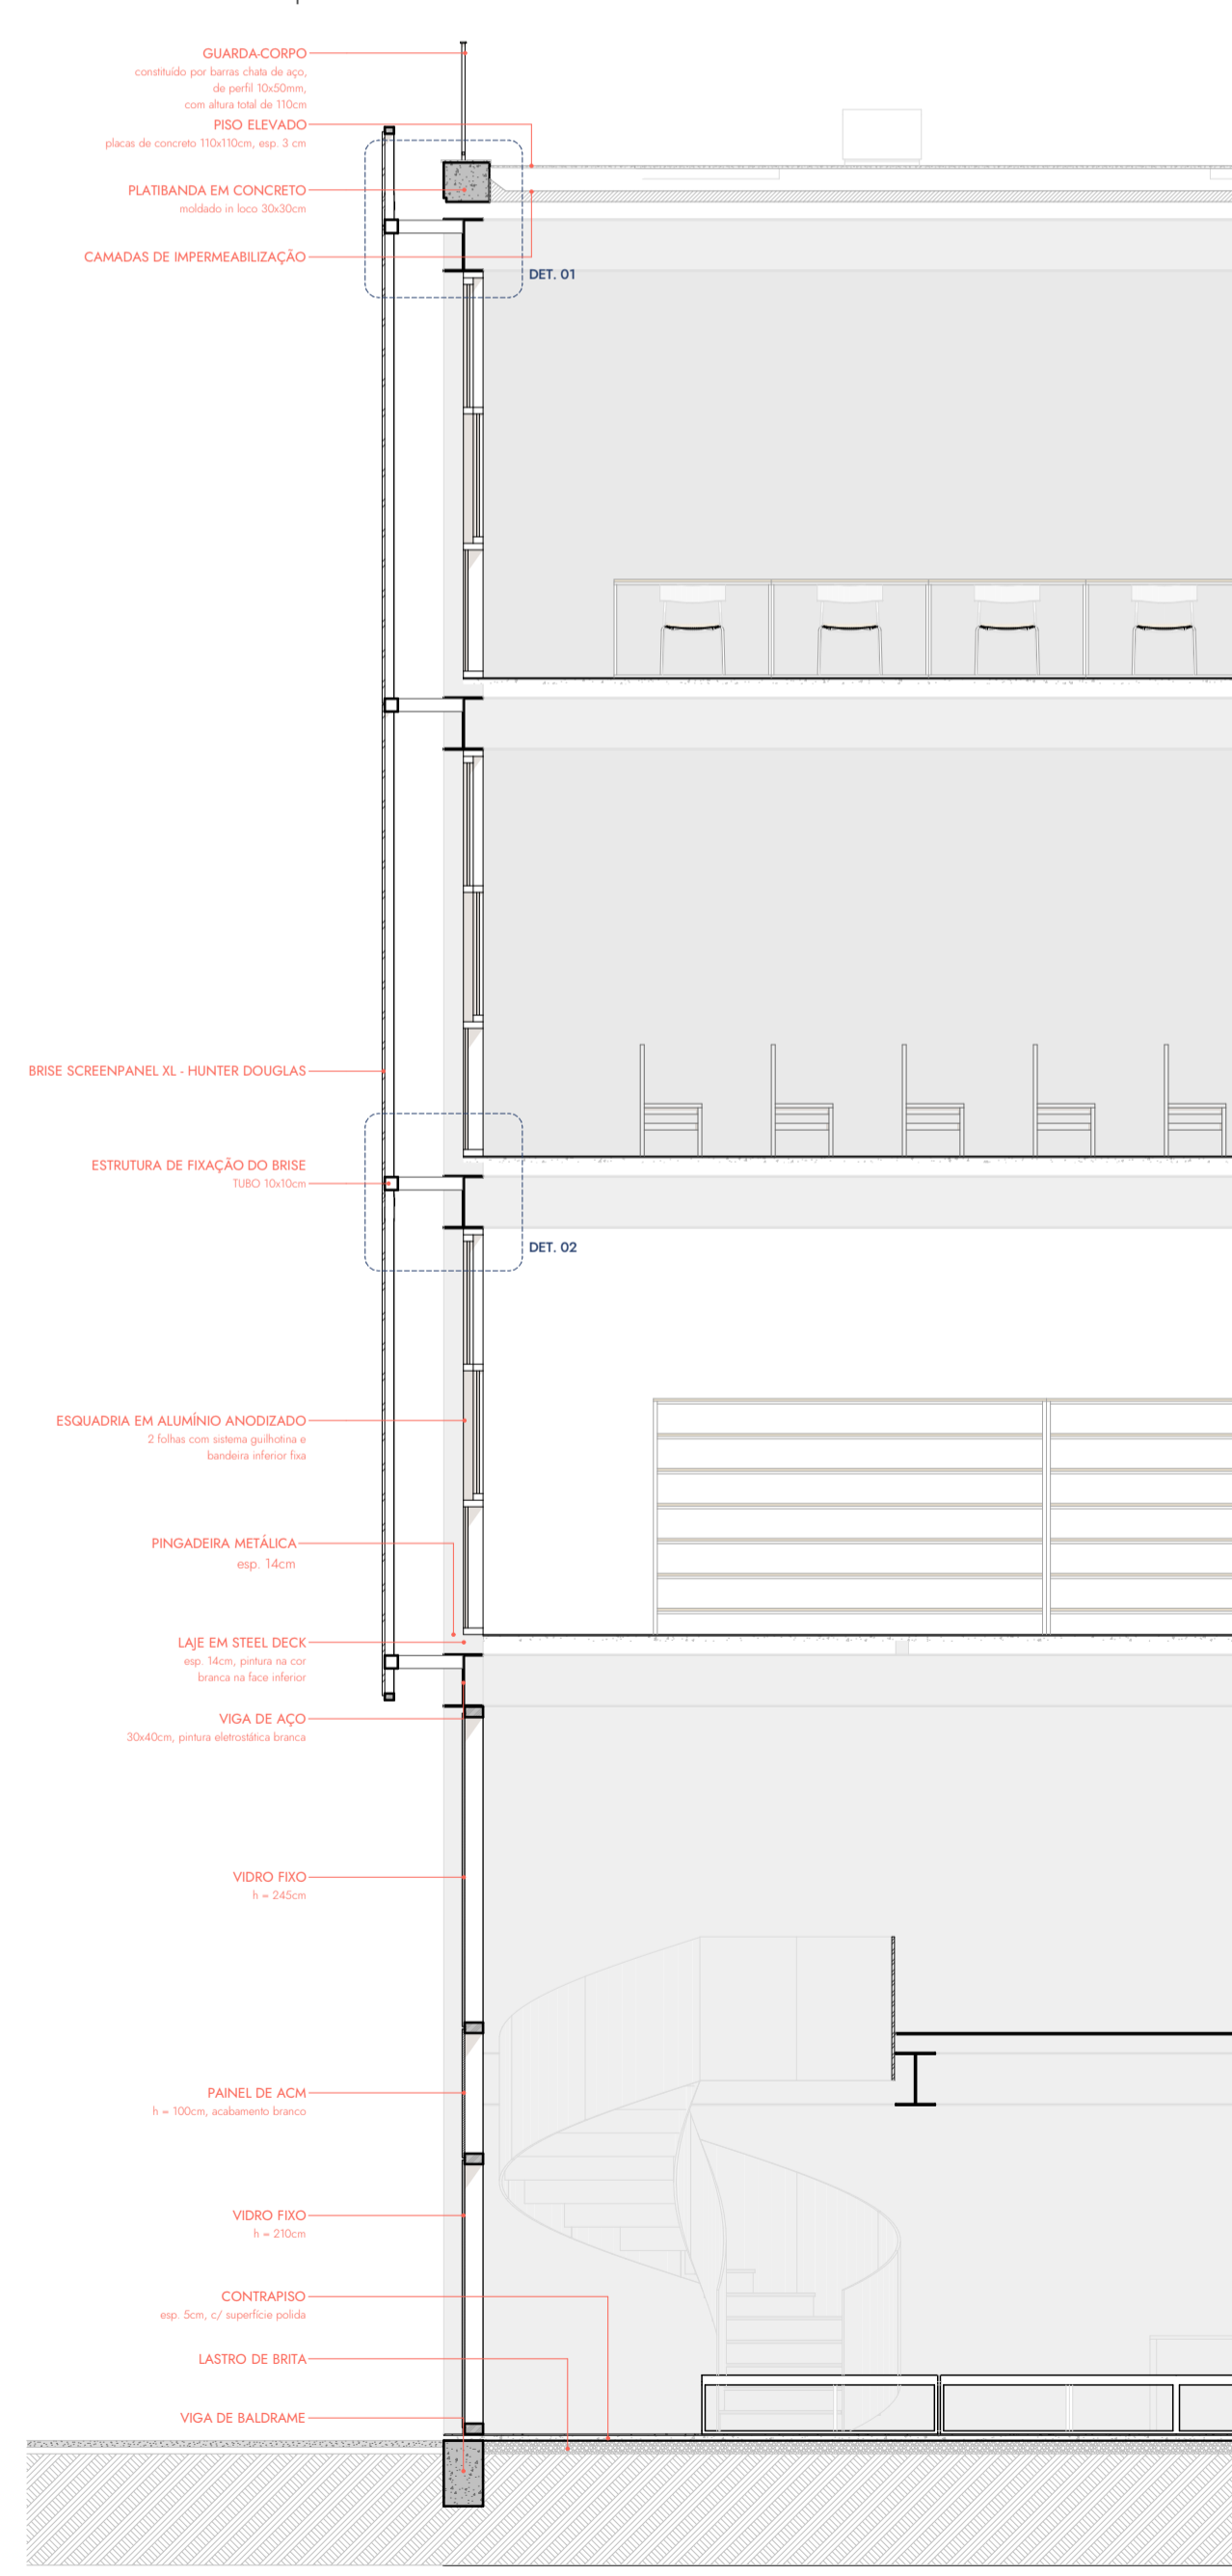 GUARDA-CORPO
constituído por barras chata de aço,
de perfil 10x50mm,
com altura total de 110cm
PISO ELEVADO
placas de concreto 110x110cm, esp. 3 cm
PLATIBANDA EM CONCRETO
moldado in loco 30x30cm
CAMADAS DE IMPERMEABILIZAÇÃO
DET. 01
BRISE SCREENPANEL XL - HUNTER DOUGLAS
ESTRUTURA DE FIXAÇÃO DO BRISE
TUBO 10x10cm
DET. 02
ESQUADRIA EM ALUMÍNIO ANODIZADO
2 folhas com sistema guilhotina e
bandeira inferior fixa
PINGADEIRA METÁLICA
esp. 14cm
LAJE EM STEEL DECK
esp. 14cm, pintura na cor
branca na face inferior
VIGA DE AÇO
30x40cm, pintura eletrostática branca
VIDRO FIXO
h = 245cm
PAINEL DE ACM
h = 100cm, acabamento branco
VIDRO FIXO
h = 210cm
CONTRAPISO
esp. 5cm, c/ superfície polida
LASTRO DE BRITA
VIGA DE BALDRAME